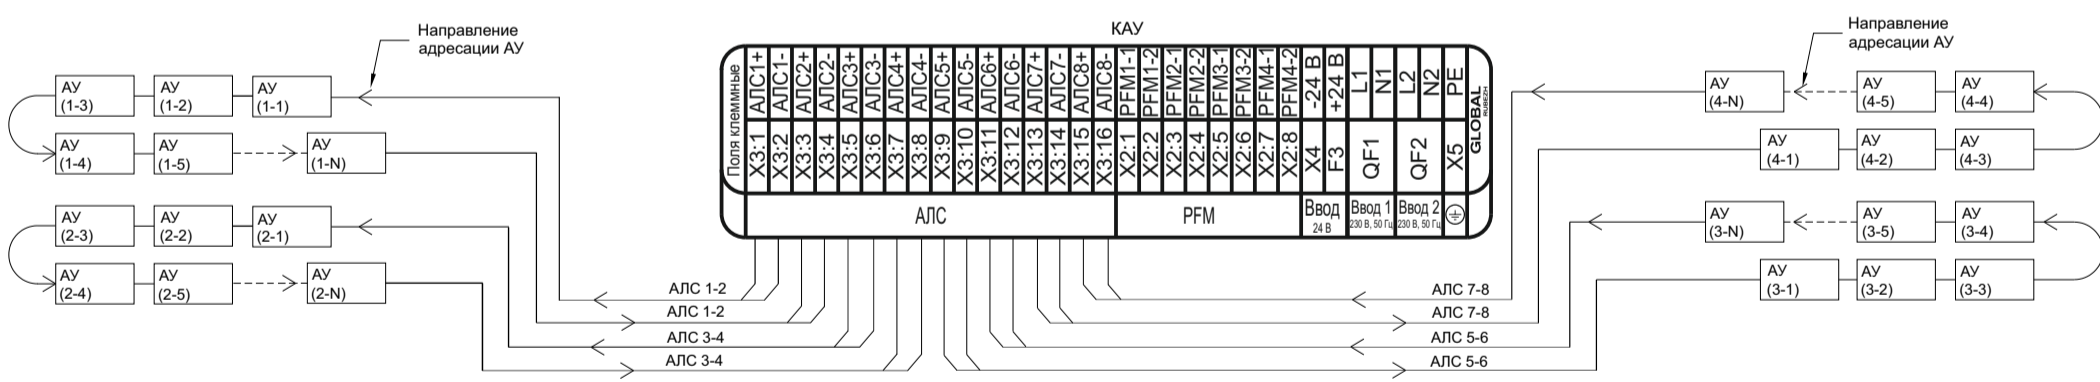 КАУ
Направление
адресации АУ
Направление
адресации АУ
АУ
(1-3)
АУ
(1-2)
АУ
(1-1)
АУ
(1-4)
АУ
(1-5)
АУ
(1-N)
АУ
(2-3)
АУ
(2-2)
АУ
(2-1)
АУ
(2-4)
АУ
(2-5)
АУ
(2-N)
Поля клеммные
АЛС1+
АЛС1-
АЛС2+
АЛС2-
АЛС3+
АЛС3-
АЛС4+
АЛС4-
АЛС5+
АЛС5-
АЛС6+
АЛС6-
АЛС7+
АЛС7-
АЛС8+
АЛС8-
PFM1-1
PFM1-2
PFM2-1
PFM2-2
PFM3-1
PFM3-2
PFM4-1
PFM4-2
-24 В
+24 В
L1
N1
L2
N2
PE
X3:1
X3:2
X3:3
X3:4
X3:5
X3:6
X3:7
X3:8
X3:9
X3:10
X3:11
X3:12
X3:13
X3:14
X3:15
X3:16
X2:1
X2:2
X2:3
X2:4
X2:5
X2:6
X2:7
X2:8
X4
F3
QF1
QF2
X5
GLOBAL
RUBEZH
АЛС
PFM
Ввод
24 В
Ввод 1
230 В, 50 Гц
Ввод 2
230 В, 50 Гц
АЛС 1-2
АЛС 1-2
АЛС 3-4
АЛС 3-4
АЛС 7-8
АЛС 7-8
АЛС 5-6
АЛС 5-6
АУ
(4-N)
АУ
(4-5)
АУ
(4-4)
АУ
(4-1)
АУ
(4-2)
АУ
(4-3)
АУ
(3-N)
АУ
(3-5)
АУ
(3-4)
АУ
(3-1)
АУ
(3-2)
АУ
(3-3)